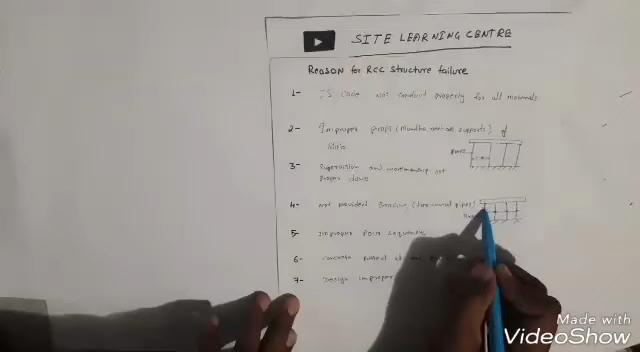 SITE LEARNING CENTRE
Reason for RCC structure failure
1- IS Code not conduct property for all materials.
2- Improper props (Mandha, vertical supports) of
3- Supervision and workmanship not
proper done
4- not provided Bracing (horizontal pipes)
5- Improper Pour sequence
6- Concrete
7- Design improper
Made with
VideoShow